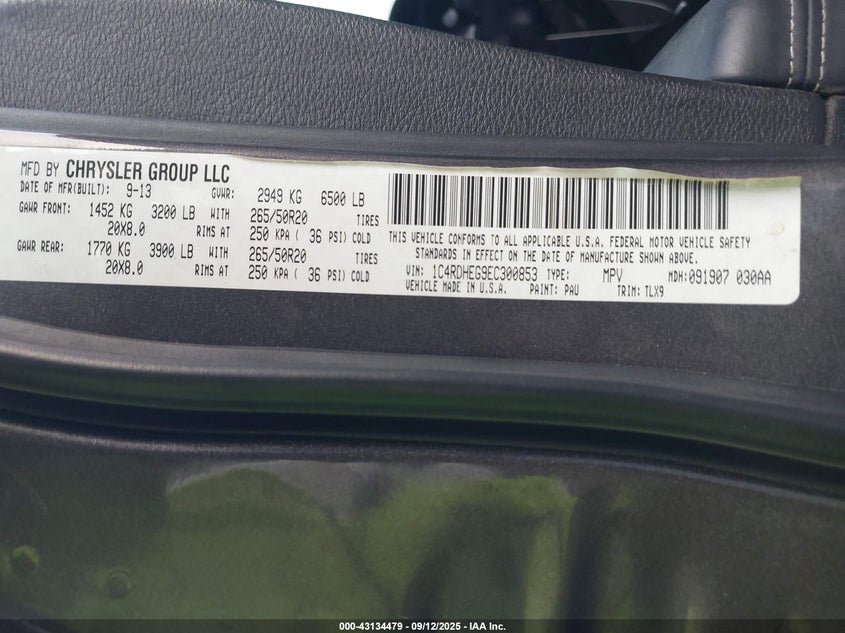 MFD BY CHRYSLER GROUP LLC
DATE OF MFR(BUILT): 9-13 GVWR: 2949 KG 6500 LB
GAWR FRONT: 1452 KG 3200 LB WITH 265/50R20 TIRES
20X8.0 RIMS AT 250 KPA ( 36 PSI) COLD
GAWR REAR: 1770 KG 3900 LB WITH 265/50R20 TIRES
20X8.0 RIMS AT 250 KPA ( 36 PSI) COLD
THIS VEHICLE CONFORMS TO ALL APPLICABLE U.S.A. FEDERAL MOTOR VEHICLE SAFETY
STANDARDS IN EFFECT ON THE DATE OF MANUFACTURE SHOWN ABOVE.
VIN: 1C4RDHEG9EC300853 TYPE: MPV MDH: 091907 030AA
VEHICLE MADE IN U.S.A. PAINT: PAU TRIM: TLX9
000-43134479 - 09/12/2025 - IAA Inc.